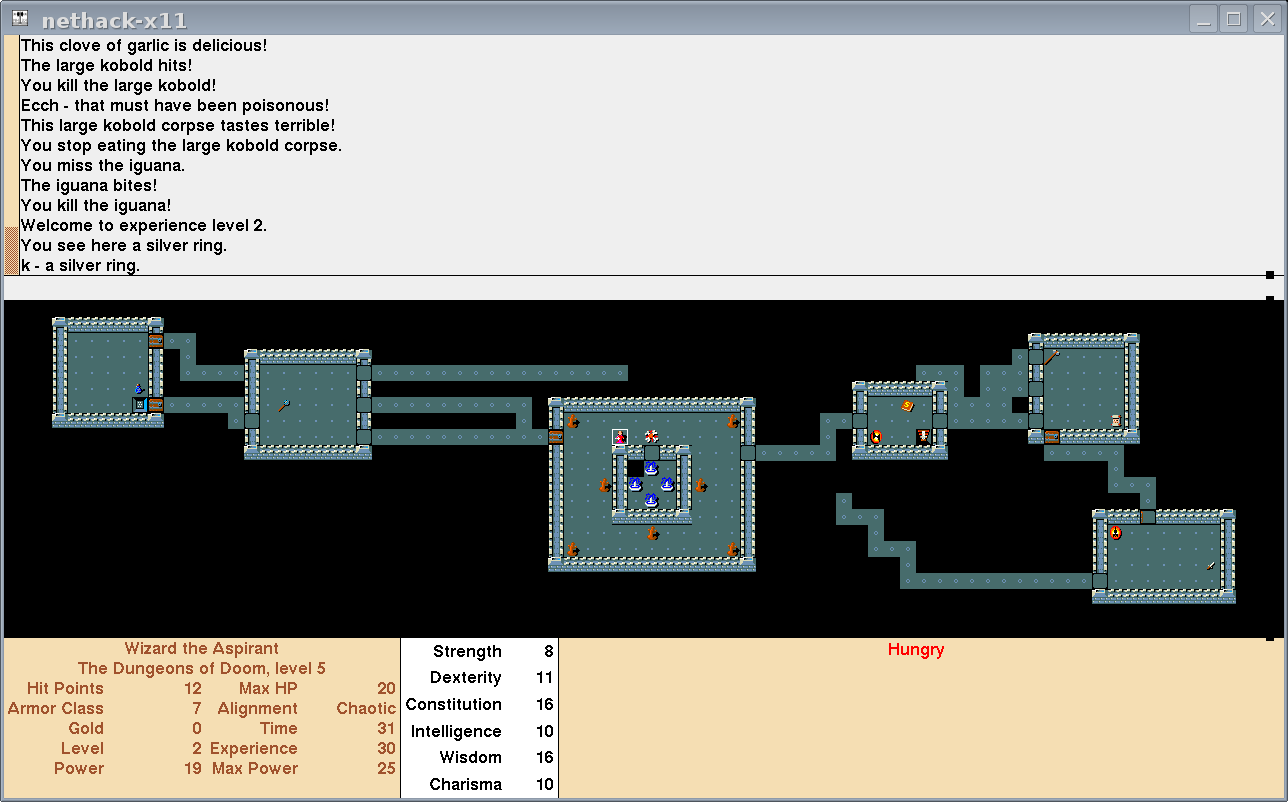 nethack-x11
This clove of garlic is delicious!
The large kobold hits!
You kill the large kobold!
Ecch - that must have been poisonous!
This large kobold corpse tastes terrible!
You stop eating the large kobold corpse.
You miss the iguana.
The iguana bites!
You kill the iguana!
Welcome to experience level 2.
You see here a silver ring.
k - a silver ring.
Wizard the Aspirant
The Dungeons of Doom, level 5
Hit Points 12 Max HP 20
Armor Class 7 Alignment Chaotic
Gold 0 Time 31
Level 2 Experience 30
Power 19 Max Power 25
Strength 8
Dexterity 11
Constitution 16
Intelligence 10
Wisdom 16
Charisma 10
Hungry